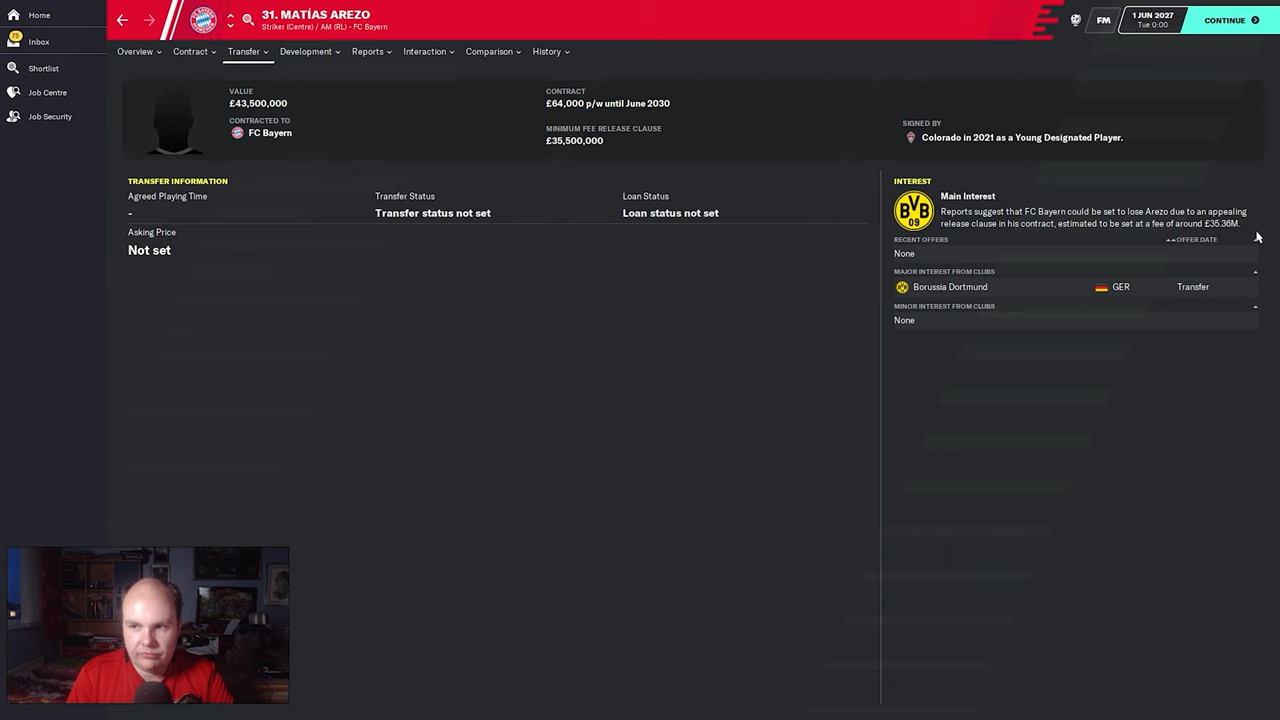 Home
75
Inbox
Shortlist
Job Centre
Job Security
31. MATÍAS AREZO
Striker (Centre) / AM (RL) - FC Bayern
FM
1 JUN 2027
Tue 0:00
CONTINUE
Overview
Contract
Transfer
Development
Reports
Interaction
Comparison
History
VALUE
£43,500,000
CONTRACTED TO
FC Bayern
CONTRACT
£64,000 p/w until June 2030
MINIMUM FEE RELEASE CLAUSE
£35,500,000
SIGNED BY
Colorado in 2021 as a Young Designated Player.
TRANSFER INFORMATION
Agreed Playing Time
-
Transfer Status
Transfer status not set
Loan Status
Loan status not set
Asking Price
Not set
INTEREST
BVB
09
Main Interest
Reports suggest that FC Bayern could be set to lose Arezo due to an appealing
release clause in his contract, estimated to be set at a fee of around £35.36M.
RECENT OFFERS
OFFER DATE
None
MAJOR INTEREST FROM CLUBS
Borussia Dortmund
GER
Transfer
MINOR INTEREST FROM CLUBS
None